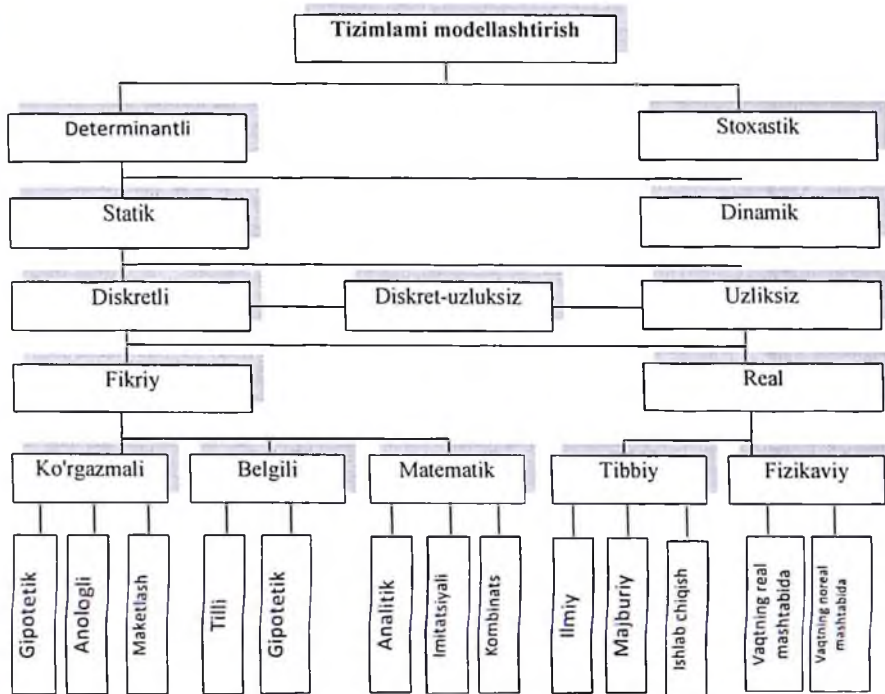 Tizimlami modellashtirish
Determinantli
Stoxastik
Statik
Dinamik
Diskretli
Diskret-uzluksiz
Uzliksiz
Fikriy
Real
Ko'rgazmali
Belgili
Matematik
Tibbiy
Fizikaviy
Gipotetik
Anologli
Maketlash
Tilli
Gipotetik
Analitik
Imitatsiyali
Kombinats
Ilmiy
Majburiy
Ishlab chiqish
Vaqtning real
mashtabida
Vaqtning noreal
mashtabida